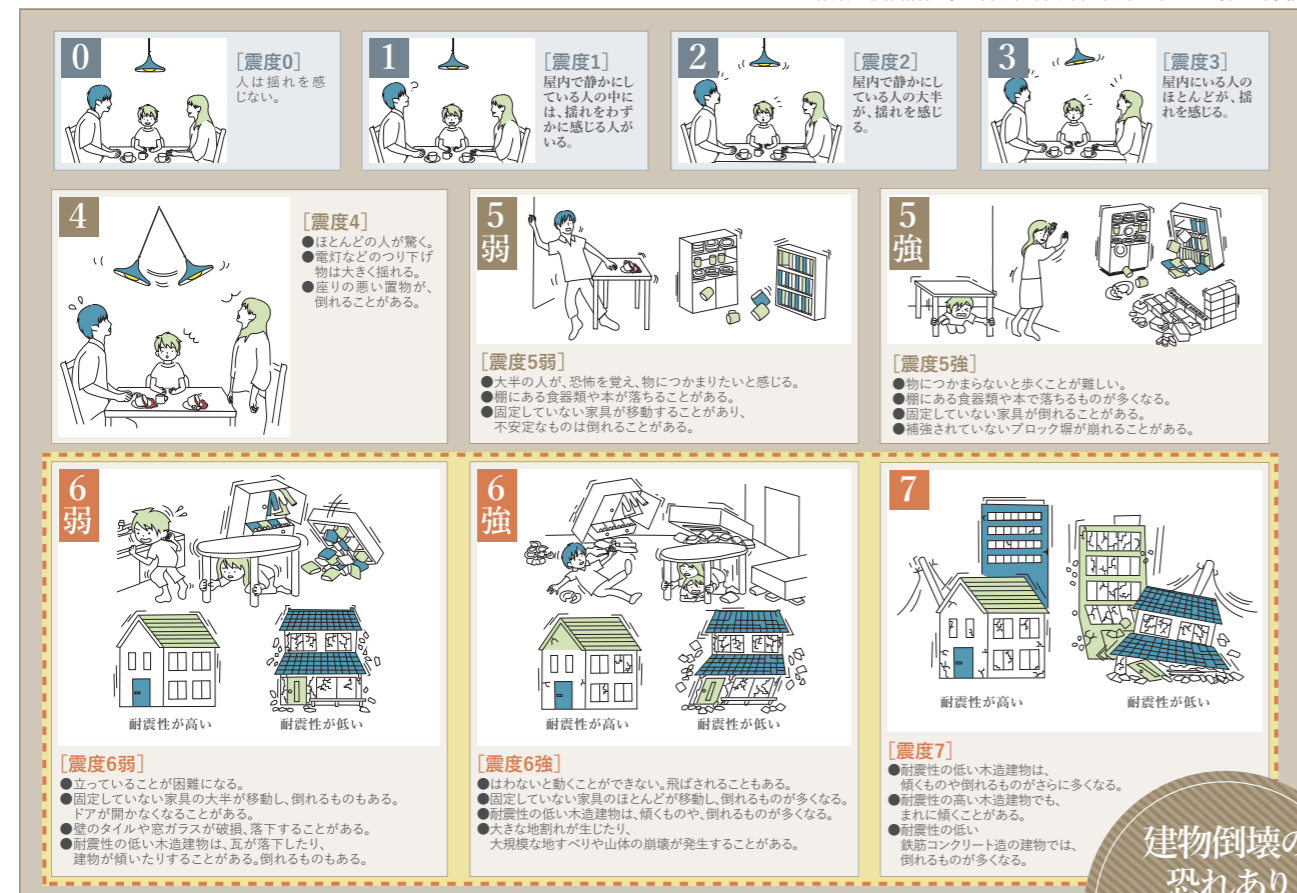 0
[震度0]
人は揺れを感
じない。
1
[震度1]
屋内で静かにし
ている人の中に
は、揺れをわず
かに感じる人が
いる。
2
[震度2]
屋内で静かにし
ている人の大半
が、揺れを感じ
る。
3
[震度3]
屋内にいる人の
ほとんどが、揺
れを感じる。
4
[震度4]
●ほとんどの人が驚く。
●電灯などのつり下げ
物は大きく揺れる。
●座りの悪い置物が、
倒れることがある。
5
弱
[震度5弱]
●大半の人が、恐怖を覚え、物につかまりたいと感じる。
●棚にある食器類や本が落ちることがある。
●固定していない家具が移動することがあり、
不安定なものは倒れることがある。
5
強
[震度5強]
●物につかまらないと歩くことが難しい。
●棚にある食器類や本で落ちるものが多くなる。
●固定していない家具が倒れることがある。
●補強されていないブロック塀が崩れることがある。
6
弱
耐震性が高い
耐震性が低い
[震度6弱]
●立っていることが困難になる。
●固定していない家具の大半が移動し、倒れるものもある。
ドアが開かなくなることがある。
●壁のタイルや窓ガラスが破損、落下することがある。
●耐震性の低い木造建物は、瓦が落下したり、
建物が傾いたりすることがある。倒れるものもある。
6
強
耐震性が高い
耐震性が低い
[震度6強]
●はわないと動くことができない。飛ばされることもある。
●固定していない家具のほとんどが移動し、倒れるものが多くなる。
●耐震性の低い木造建物は、傾くものや、倒れるものが多くなる。
●大きな地割れが生じたり、
大規模な地すべりや山体の崩壊が発生することがある。
7
耐震性が高い
耐震性が低い
[震度7]
●耐震性の低い木造建物は、
傾くものや倒れるものがさらに多くなる。
●耐震性の高い木造建物でも、
まれに傾くことがある。
●耐震性の低い
鉄筋コンクリート造の建物では、
倒れるものが多くなる。
建物倒壊の
恐れあり